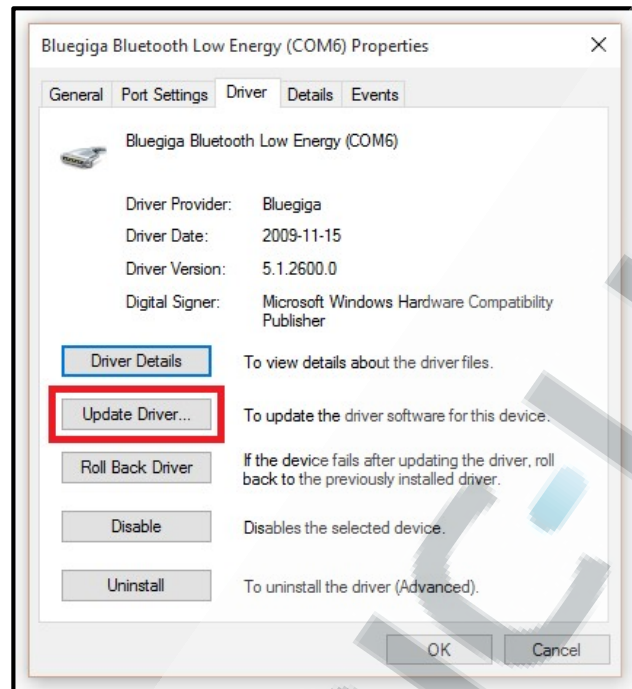 Bluegiga Bluetooth Low Energy (COM6) Properties
General Port Settings Driver Details Events
Bluegiga Bluetooth Low Energy (COM6)
Driver Provider: Bluegiga
Driver Date: 2009-11-15
Driver Version: 5.1.2600.0
Digital Signer: Microsoft Windows Hardware Compatibility
Publisher
Driver Details To view details about the driver files.
Update Driver... To update the driver software for this device.
Roll Back Driver If the device fails after updating the driver, roll
back to the previously installed driver.
Disable Disables the selected device.
Uninstall To uninstall the driver (Advanced).
OK Cancel